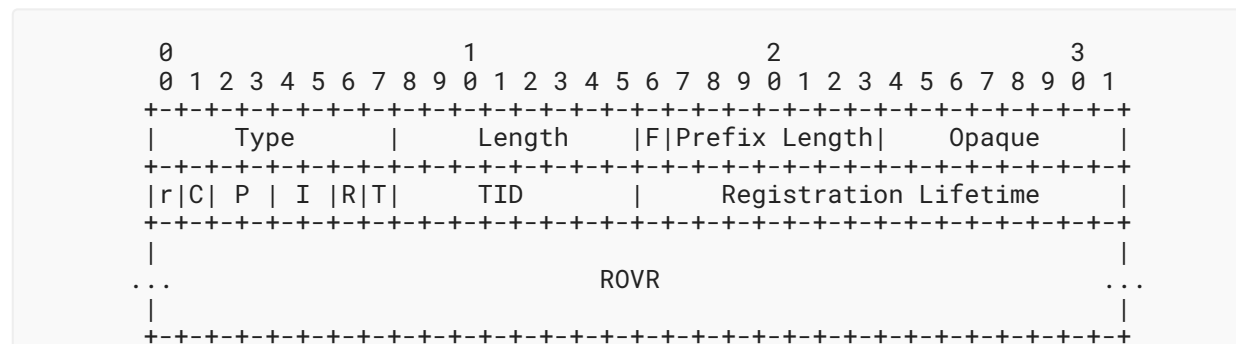 0                   1                   2                   3
 0 1 2 3 4 5 6 7 8 9 0 1 2 3 4 5 6 7 8 9 0 1 2 3 4 5 6 7 8 9 0 1
+-+-+-+-+-+-+-+-+-+-+-+-+-+-+-+-+-+-+-+-+-+-+-+-+-+-+-+-+-+-+-+-+
|     Type      |     Length    |F|Prefix Length|    Opaque     |
+-+-+-+-+-+-+-+-+-+-+-+-+-+-+-+-+-+-+-+-+-+-+-+-+-+-+-+-+-+-+-+-+
|r|C| P | I |R|T|     TID       |     Registration Lifetime     |
+-+-+-+-+-+-+-+-+-+-+-+-+-+-+-+-+-+-+-+-+-+-+-+-+-+-+-+-+-+-+-+-+
|                                                               |
...                            ROVR                             ...
|                                                               |
+-+-+-+-+-+-+-+-+-+-+-+-+-+-+-+-+-+-+-+-+-+-+-+-+-+-+-+-+-+-+-+-+